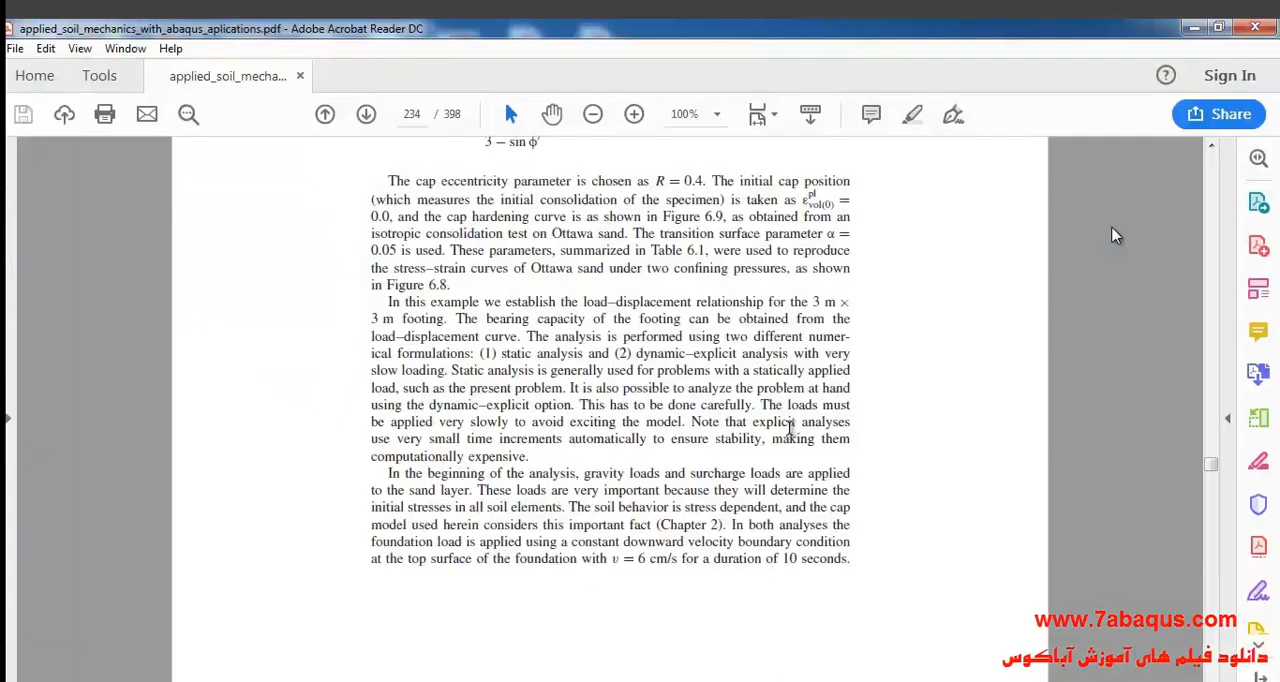 applied_soil_mechanics_with_abaqus_aplications.pdf - Adobe Acrobat Reader DC
File Edit View Window Help
Home Tools applied_soil_mecha... ×
? Sign In
234 / 398 100% Share
3 − sin ϕ′
The cap eccentricity parameter is chosen as R = 0.4. The initial cap position
(which measures the initial consolidation of the specimen) is taken as ε^pl_vol(0) =
0.0, and the cap hardening curve is as shown in Figure 6.9, as obtained from an
isotropic consolidation test on Ottawa sand. The transition surface parameter α =
0.05 is used. These parameters, summarized in Table 6.1, were used to reproduce
the stress–strain curves of Ottawa sand under two confining pressures, as shown
in Figure 6.8.
In this example we establish the load–displacement relationship for the 3 m ×
3 m footing. The bearing capacity of the footing can be obtained from the
load–displacement curve. The analysis is performed using two different numer-
ical formulations: (1) static analysis and (2) dynamic–explicit analysis with very
slow loading. Static analysis is generally used for problems with a statically applied
load, such as the present problem. It is also possible to analyze the problem at hand
using the dynamic–explicit option. This has to be done carefully. The loads must
be applied very slowly to avoid exciting the model. Note that explicit analyses
use very small time increments automatically to ensure stability, making them
computationally expensive.
In the beginning of the analysis, gravity loads and surcharge loads are applied
to the sand layer. These loads are very important because they will determine the
initial stresses in all soil elements. The soil behavior is stress dependent, and the cap
model used herein considers this important fact (Chapter 2). In both analyses the
foundation load is applied using a constant downward velocity boundary condition
at the top surface of the foundation with v = 6 cm/s for a duration of 10 seconds.
www.7abaqus.com
دانلود فیلم های آموزش آباکوس